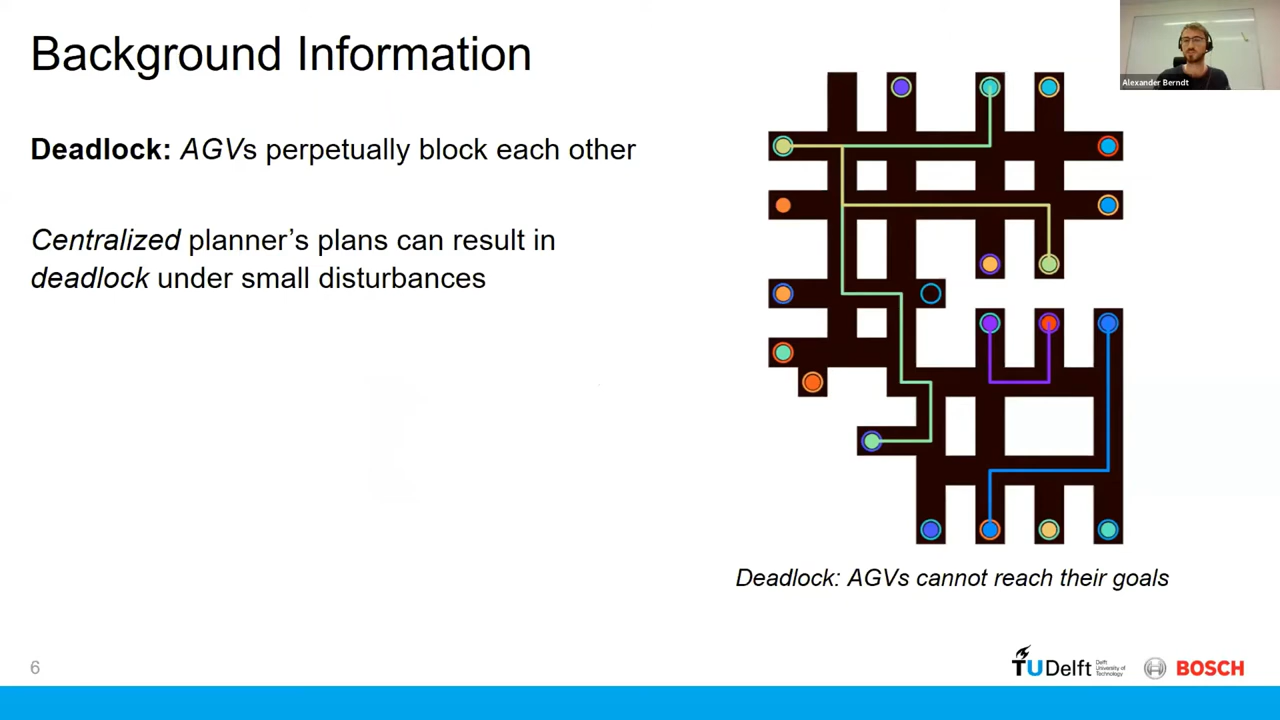 Background Information
Alexander Berndt
Deadlock: AGVs perpetually block each other
Centralized planner's plans can result in
deadlock under small disturbances
Deadlock: AGVs cannot reach their goals
6
TUDelft
Delft
University of
Technology
BOSCH